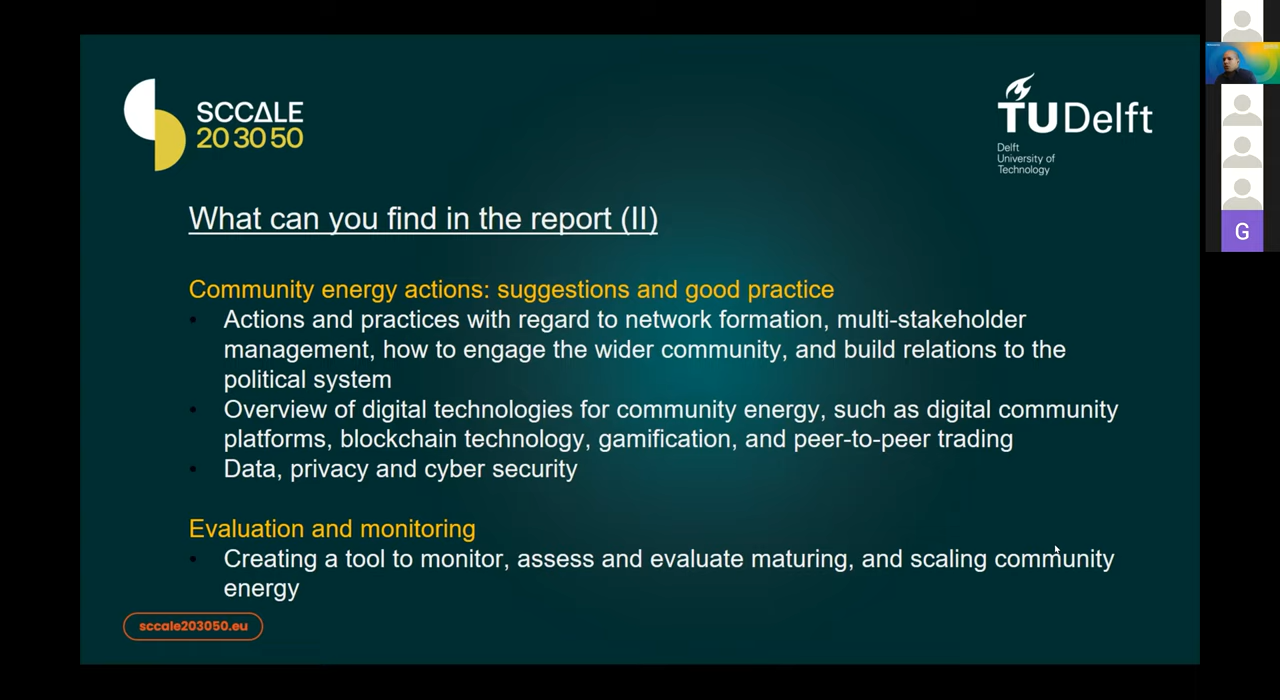 SCCALE
20 30 50
TU Delft
Delft
University of
Technology
What can you find in the report (II)
Community energy actions: suggestions and good practice
Actions and practices with regard to network formation, multi-stakeholder
management, how to engage the wider community, and build relations to the
political system
Overview of digital technologies for community energy, such as digital community
platforms, blockchain technology, gamification, and peer-to-peer trading
Data, privacy and cyber security
Evaluation and monitoring
Creating a tool to monitor, assess and evaluate maturing, and scaling community
energy
sccale203050.eu
G